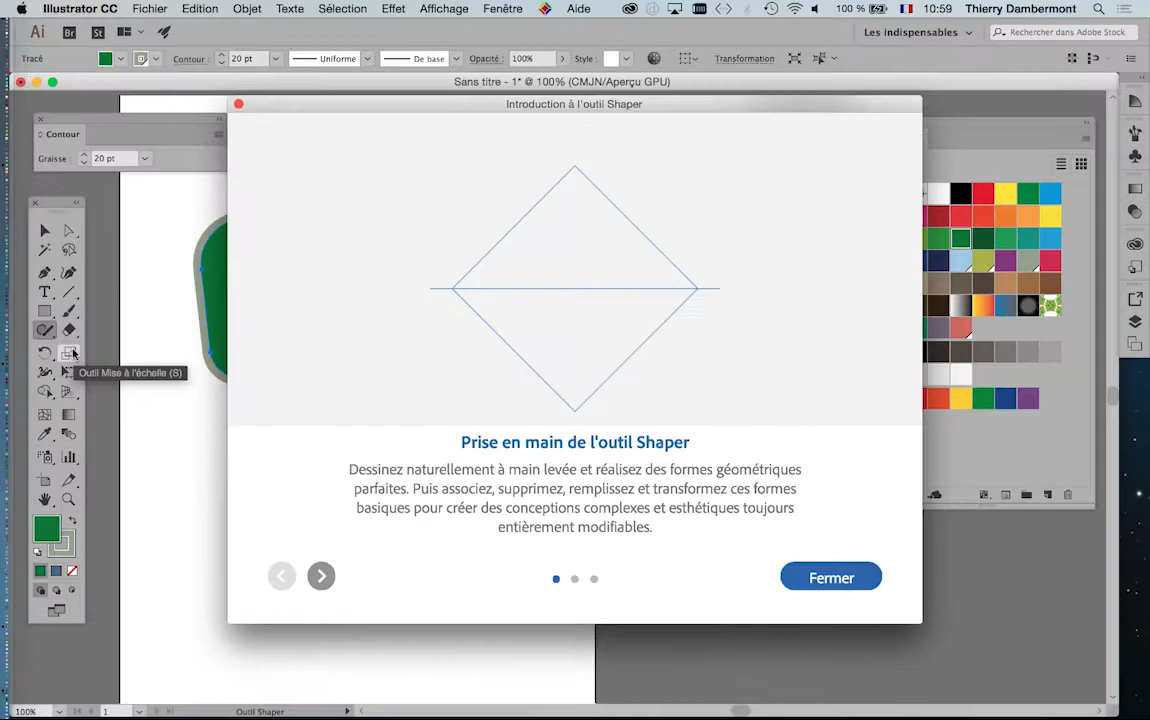 Illustrator CC Fichier Edition Objet Texte Sélection Effet Affichage Fenêtre Aide 100 % 10:59 Thierry Dambermont
Ai Br St Les indispensables Rechercher dans Adobe Stock
Tracé Contour : 20 pt Uniforme De base Opacité : 100% Style : Transformation
Sans titre - 1* @ 100% (CMJN/Aperçu GPU)
Introduction à l'outil Shaper
Contour
Graisse : 20 pt
Outil Mise à l'échelle (S)
Prise en main de l'outil Shaper
Dessinez naturellement à main levée et réalisez des formes géométriques
parfaites. Puis associez, supprimez, remplissez et transformez ces formes
basiques pour créer des conceptions complexes et esthétiques toujours
entièrement modifiables.
Fermer
100% 1 Outil Shaper